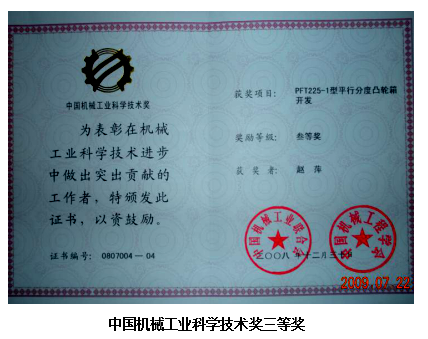 中国机械工业科学技术奖
为表彰在机械
工业科学技术进步
中做出突出贡献的
工作者，特颁发此
证书，以资鼓励。
证书编号： 0807004—04
获奖项目： PFT225-1型平行分度凸轮箱
开发
奖励等级： 叁等奖
获奖者： 赵萍
中国机械工业联合会
中国机械工程学会
二〇〇八年十二月三十日
2009 07 23
中国机械工业科学技术奖三等奖